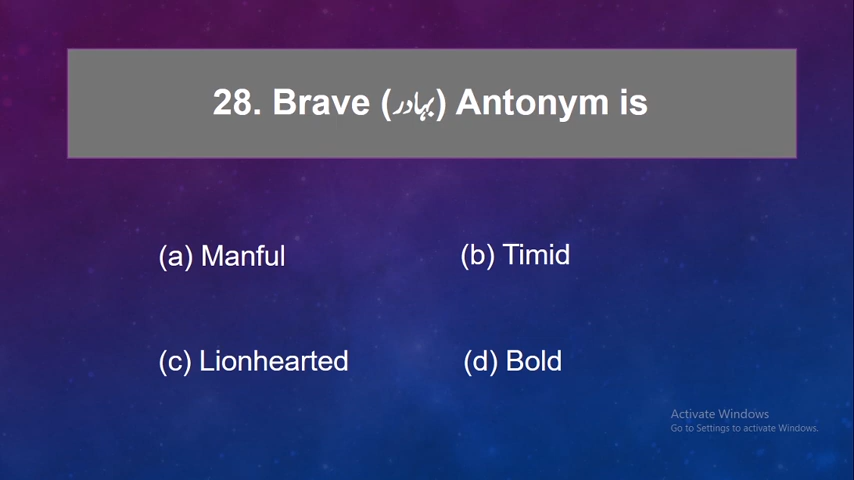 28. Brave (بہادر) Antonym is
(a) Manful
(b) Timid
(c) Lionhearted
(d) Bold
Activate Windows
Go to Settings to activate Windows.